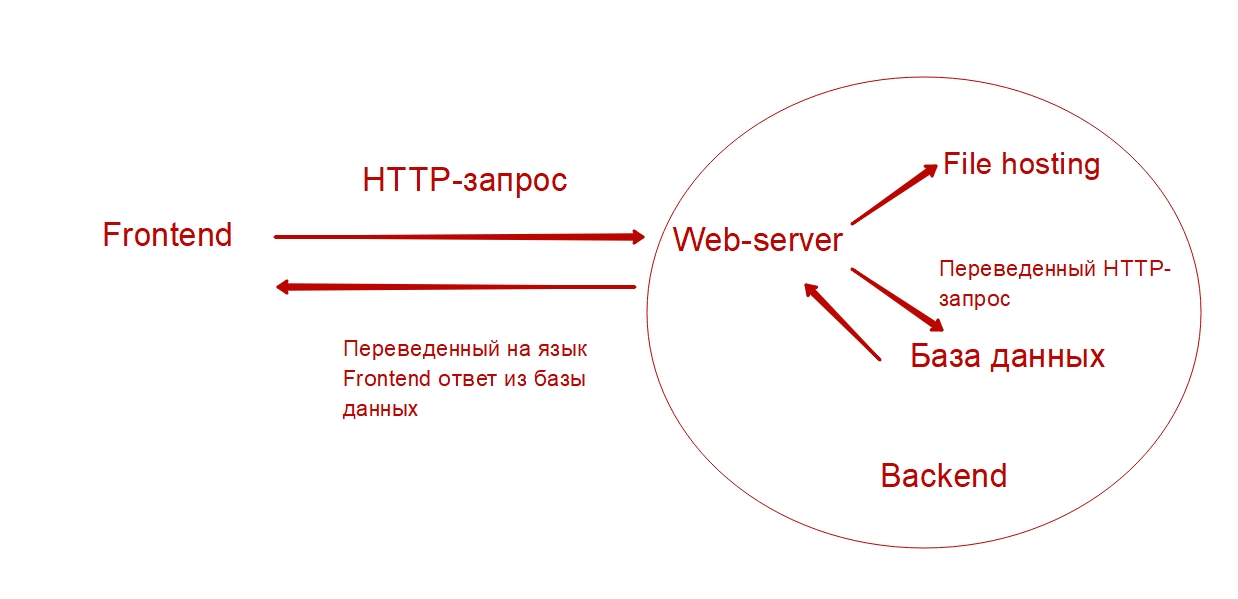 HTTP-запрос
Frontend
Переведенный на язык
Frontend ответ из базы
данных
File hosting
Web-server
Переведенный HTTP-
запрос
База данных
Backend